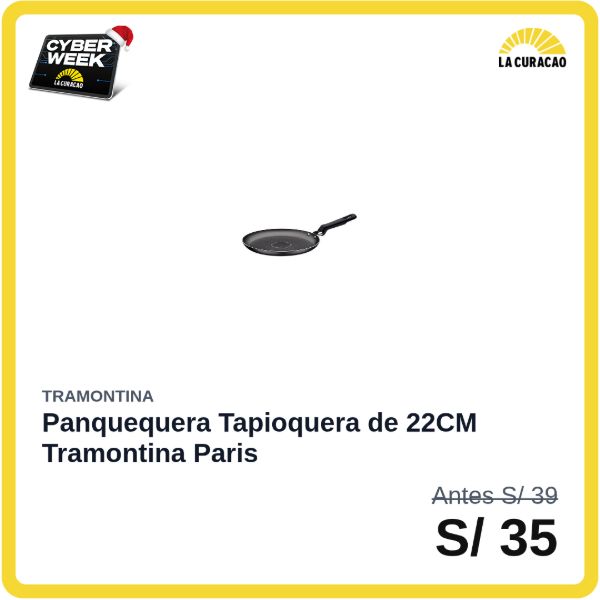 CYBER
WEEK
LA CURACAO
LA CURACAO
TRAMONTINA
Panquequera Tapioquera de 22CM
Tramontina Paris
Antes S/ 39
S/ 35